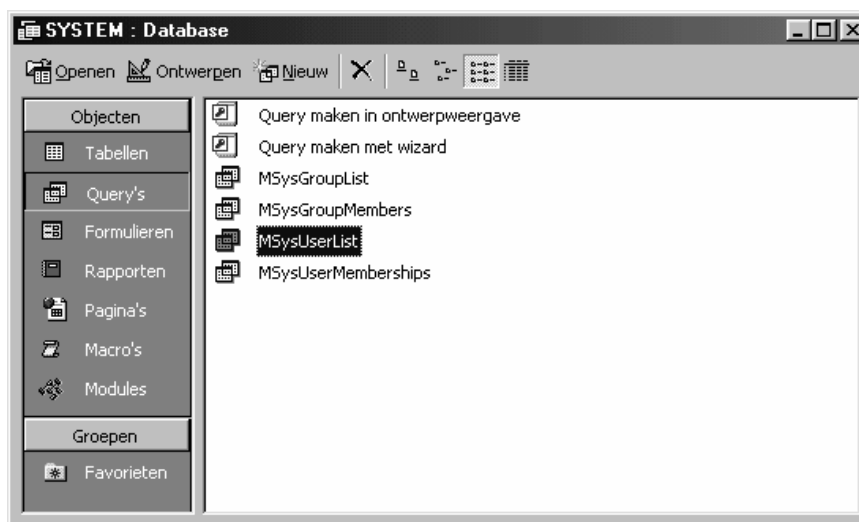 SYSTEM : Database
Openen Ontwerpen Nieuw
Objecten
Tabellen
Query's
Formulieren
Rapporten
Pagina's
Macro's
Modules
Groepen
Favorieten
Query maken in ontwerpweergave
Query maken met wizard
MSysGroupList
MSysGroupMembers
MSysUserList
MSysUserMemberships